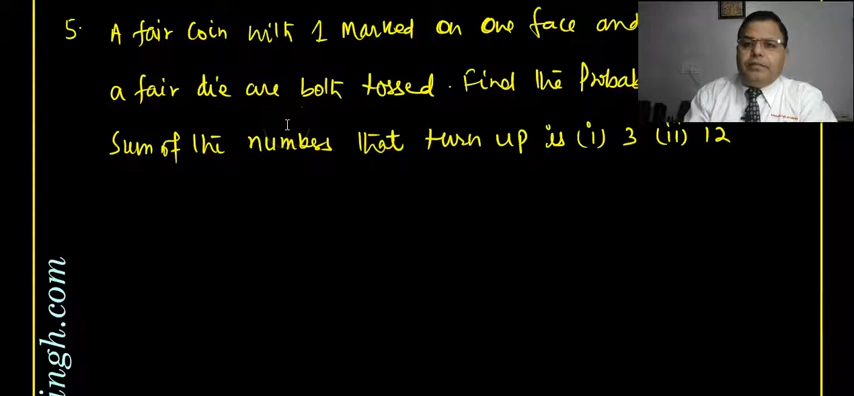 5. A fair coin with 1 Marked on one face and
a fair die are both tossed. Find the Probab
Sum of the numbers that turn up is (i) 3 (ii) 12
ingh.com